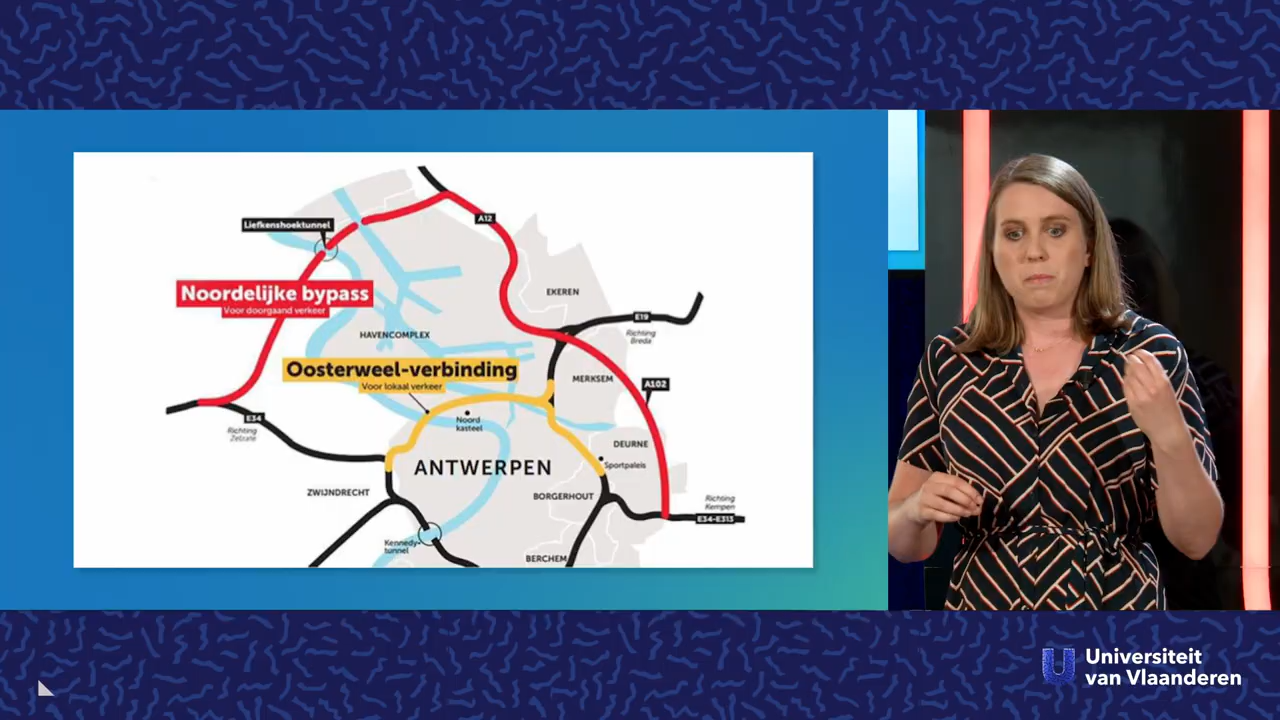 Liefkenshoektunnel
A12
Noordelijke bypass
Voor doorgaand verkeer
EKEREN
E19
Richting
Breda
HAVENCOMPLEX
Oosterweel-verbinding
Voor lokaal verkeer
MERKSEM
A102
E34
Richting
Zelzate
Noord
kasteel
DEURNE
ANTWERPEN
Sportpaleis
ZWIJNDRECHT
BORGERHOUT
Richting
Kempen
E34-E313
Kennedy-
tunnel
BERCHEM
Universiteit
van Vlaanderen